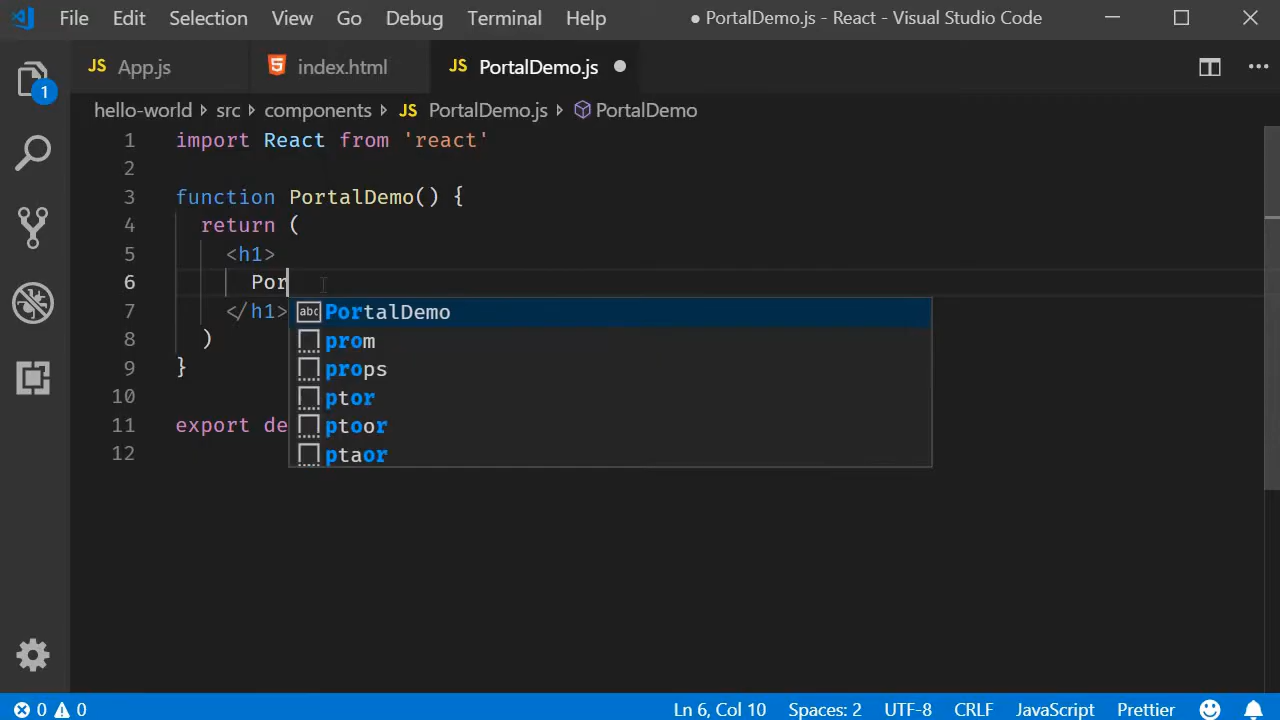 File Edit Selection View Go Debug Terminal Help ● PortalDemo.js - React - Visual Studio Code
JS App.js index.html JS PortalDemo.js
1
hello-world src components JS PortalDemo.js PortalDemo
1 import React from 'react'
2
3 function PortalDemo() {
4 return (
5 <h1>
6 Por
7 </h1>
8 )
9 }
10
11 export de
12
abc PortalDemo
prom
props
ptor
ptoor
ptaor
0 0 Ln 6, Col 10 Spaces: 2 UTF-8 CRLF JavaScript Prettier